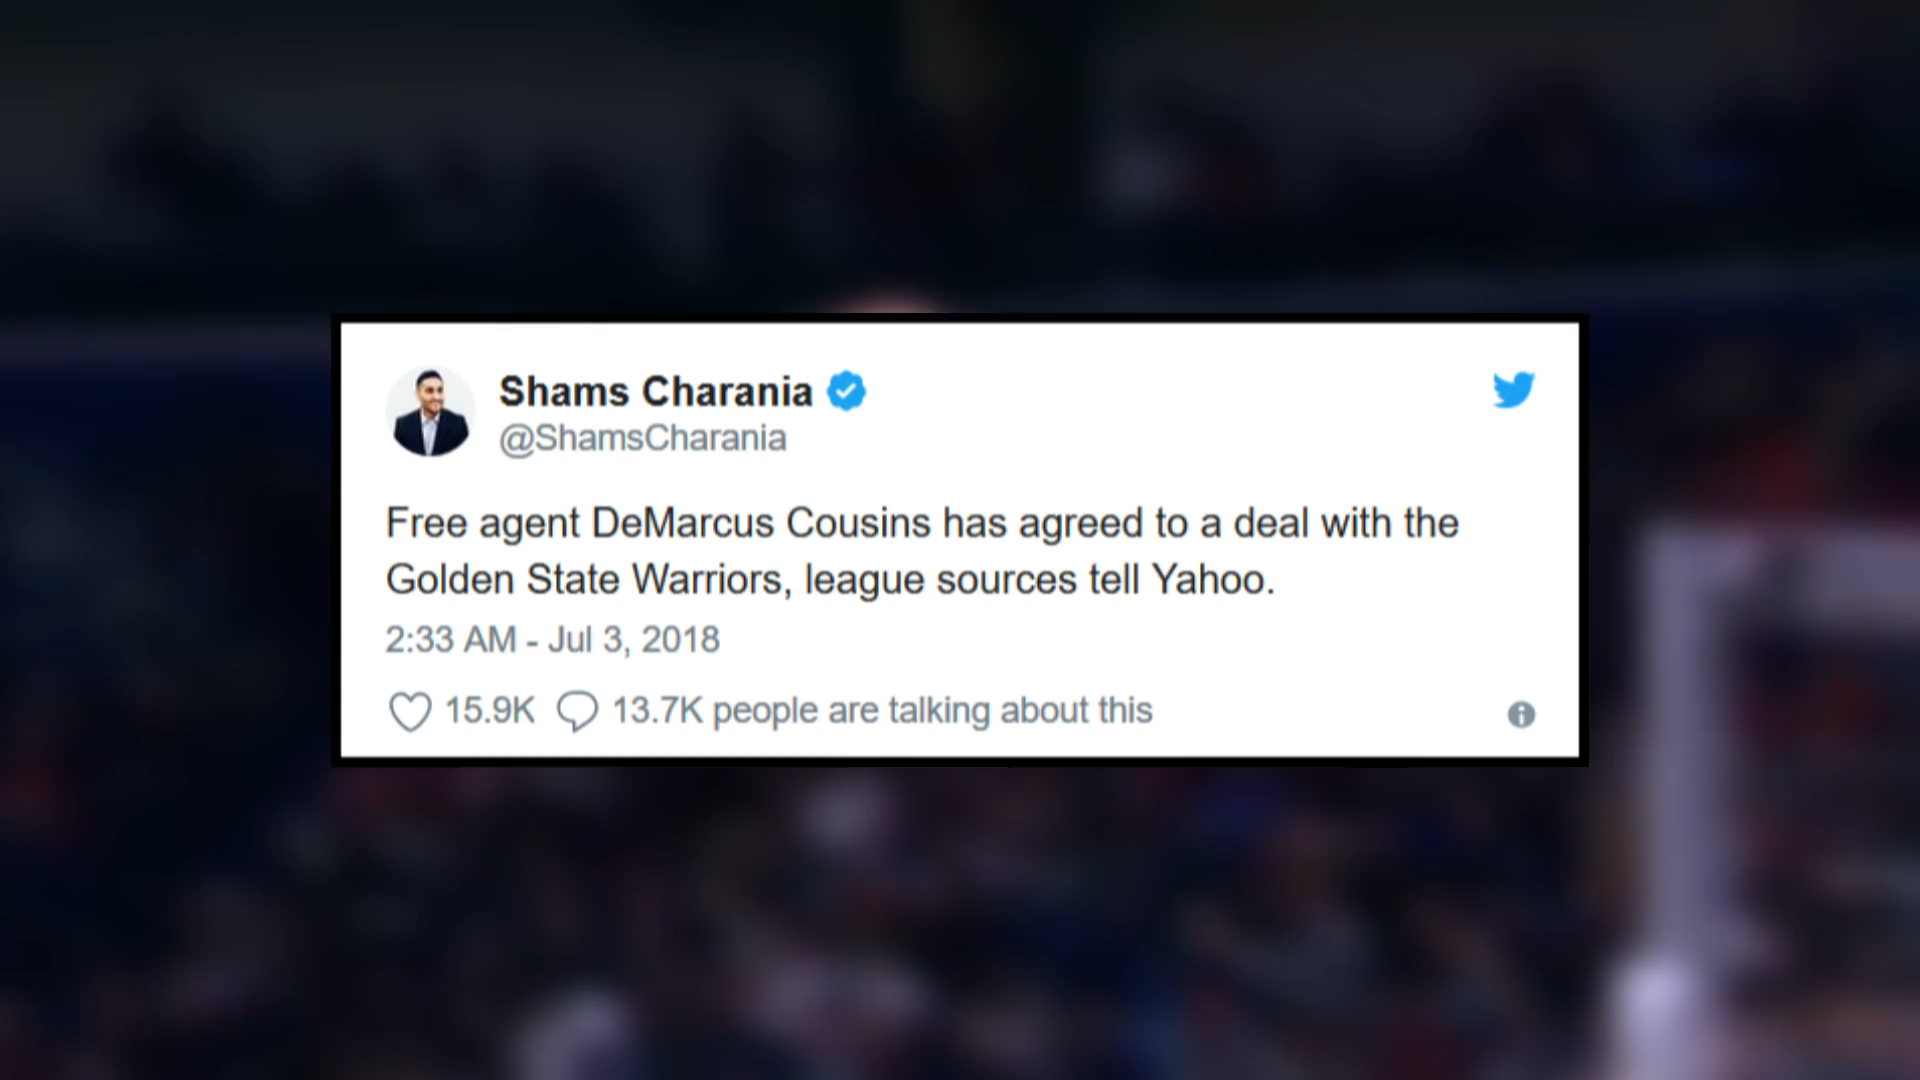 Shams Charania
@ShamsCharania
Free agent DeMarcus Cousins has agreed to a deal with the
Golden State Warriors, league sources tell Yahoo.
2:33 AM - Jul 3, 2018
15.9K 13.7K people are talking about this